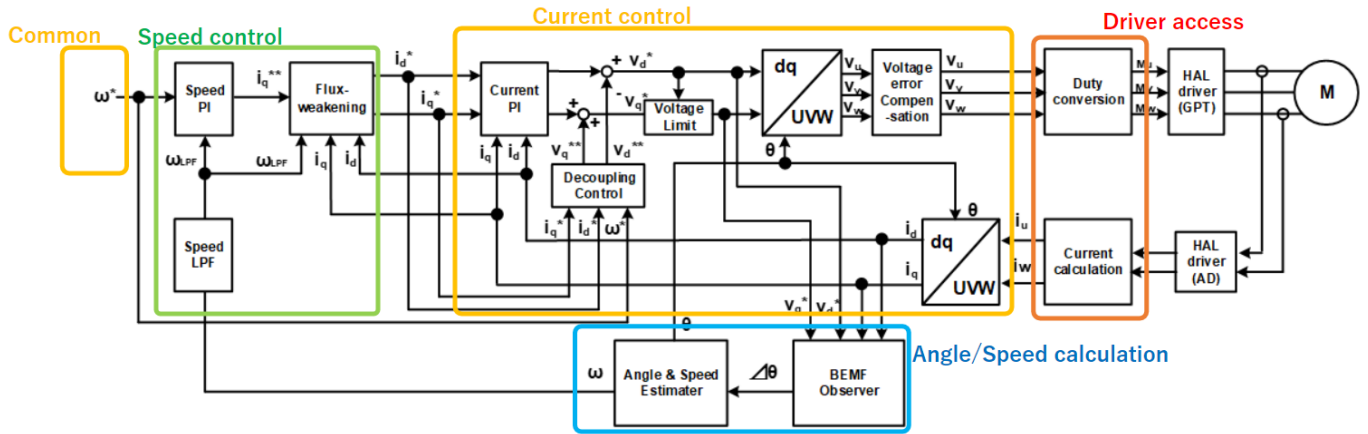 Common
Speed control
Current control
Driver access
ω*
Speed
PI
iq**
Flux-
weakening
id*
iq*
Current
PI
+
vd*
-
vq*
+
+
Voltage
Limit
dq
UVW
Vu
Vv
Vw
Voltage
error
Compen
-sation
Vu
Vv
Vw
Duty
conversion
Mu
Mv
Mw
HAL
driver
(GPT)
M
ωLPF
ωLPF
iq
id
iq
id
vq**
vd**
θ
Decoupling
Control
iq*
id*
ω*
Speed
LPF
θ
id
iq
dq
UVW
iu
iw
Current
calculation
HAL
driver
(AD)
θ
vq*
vd*
Angle/Speed calculation
ω
Angle & Speed
Estimater
⊿θ
BEMF
Observer